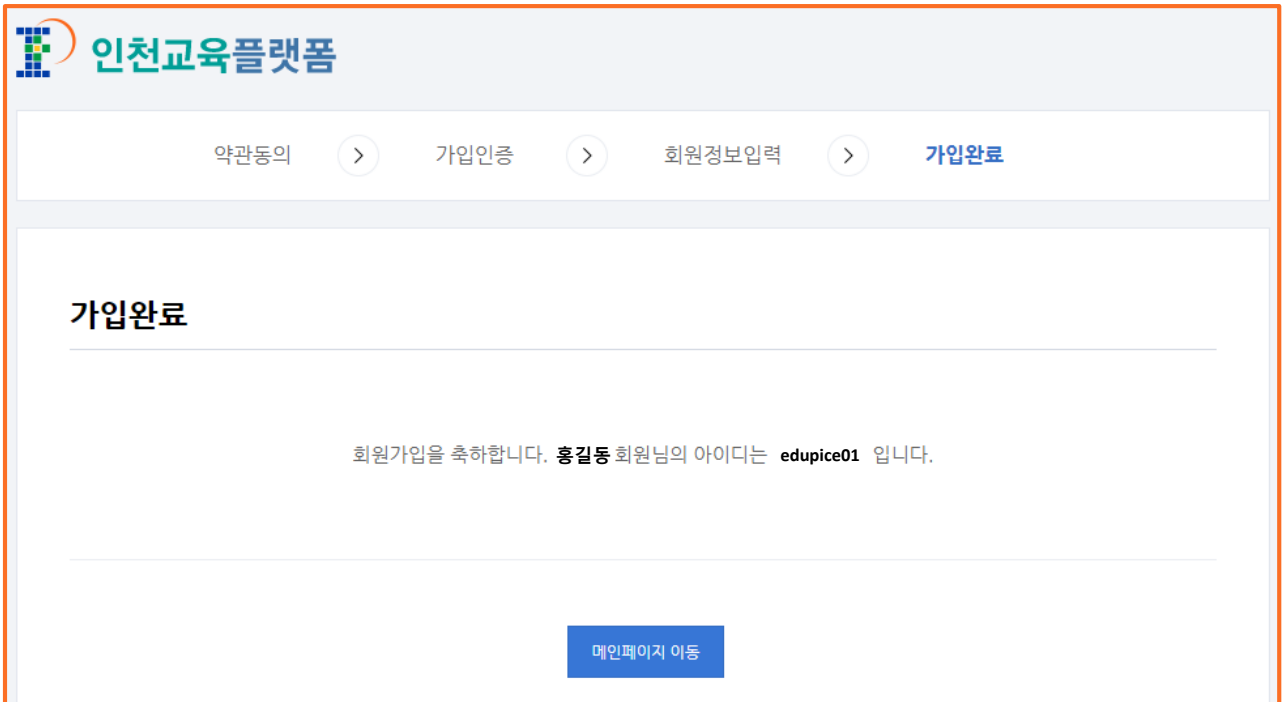 인천교육플랫폼
약관동의 > 가입인증 > 회원정보입력 > 가입완료
가입완료
회원가입을 축하합니다. 홍길동 회원님의 아이디는 edupice01 입니다.
메인페이지 이동